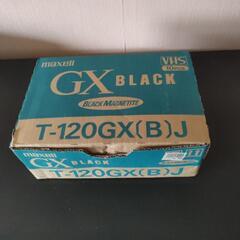 maxell
VHS
GX BLACK
BLACK MAGNETITE
T-120GX(B)J
maxell
GX BLACK
T-120GX(B)J